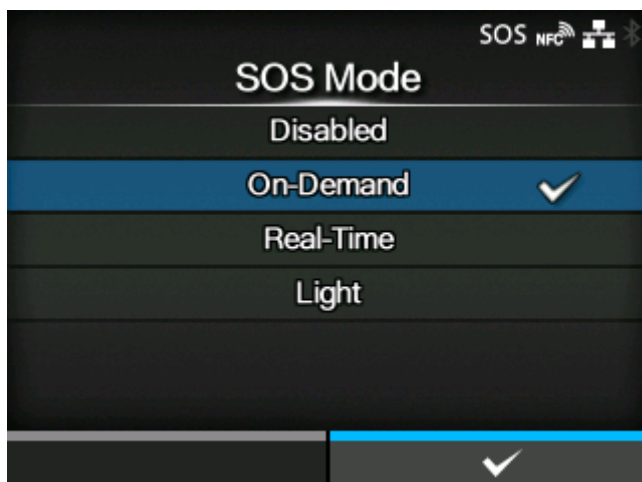 SOS NFC
SOS Mode
Disabled
On-Demand
Real-Time
Light